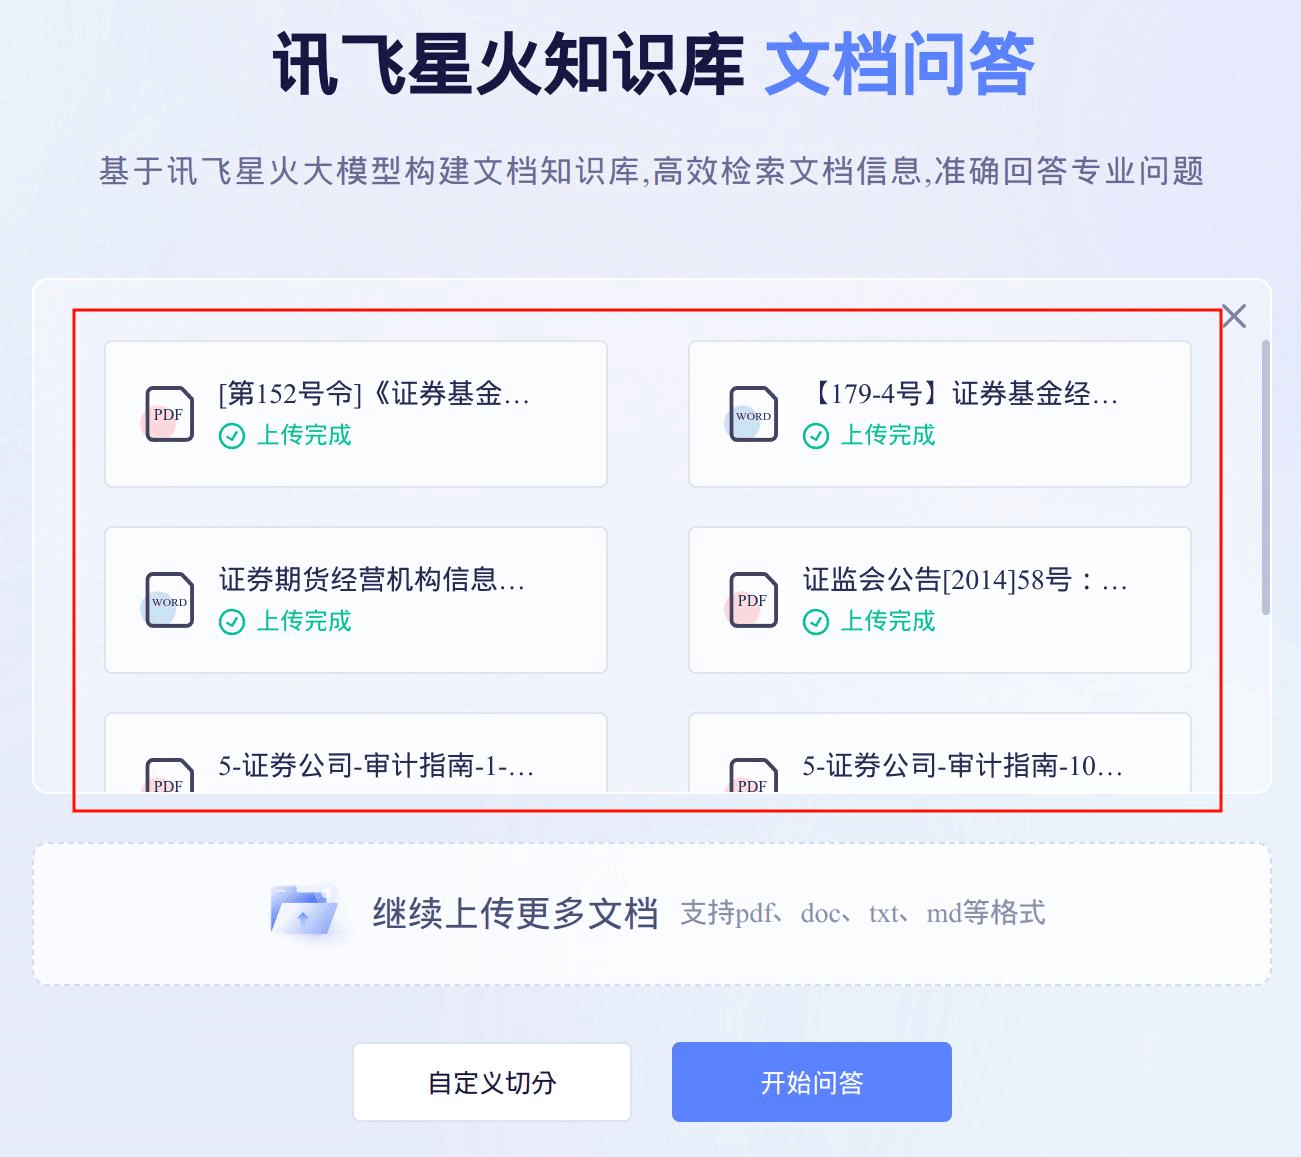 讯飞星火知识库 文档问答
基于讯飞星火大模型构建文档知识库,高效检索文档信息,准确回答专业问题
PDF
[第152号令]《证券基金...
上传完成
WORD
【179-4号】证券基金经...
上传完成
WORD
证券期货经营机构信息...
上传完成
PDF
证监会公告[2014]58号：...
上传完成
PDF
5-证券公司-审计指南-1-...
PDF
5-证券公司-审计指南-10...
继续上传更多文档 支持pdf、doc、txt、md等格式
自定义切分
开始问答